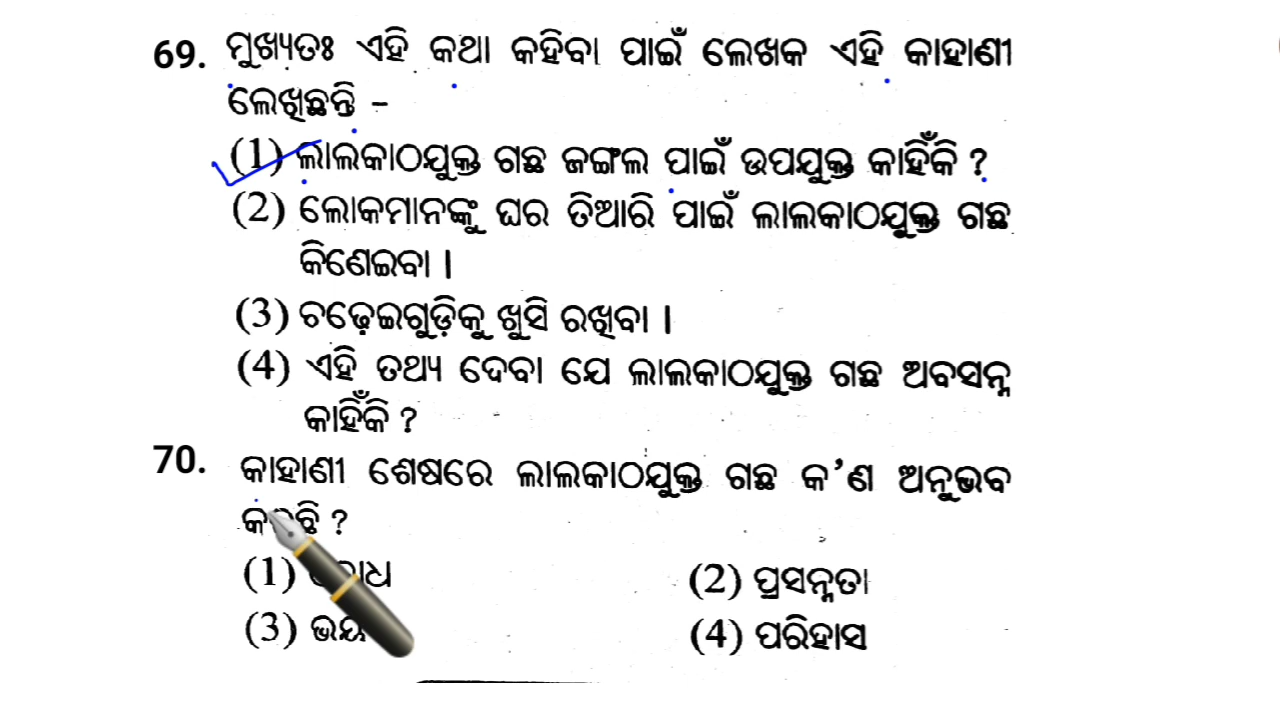 69. ମୁଖ୍ୟତଃ ଏହି କଥା କହିବା ପାଇଁ ଲେଖକ ଏହି କାହାଣୀ
ଲେଖିଛନ୍ତି –
(1) ଲାଲକାଠଯୁକ୍ତ ଗଛ ଜଙ୍ଗଲ ପାଇଁ ଉପଯୁକ୍ତ କାହିଁକି ?
(2) ଲୋକମାନଙ୍କୁ ଘର ତିଆରି ପାଇଁ ଲାଲକାଠଯୁକ୍ତ ଗଛ
କିଣେଇବା ।
(3) ଚଢ଼େଇଗୁଡ଼ିକୁ ଖୁସି ରଖିବା ।
(4) ଏହି ତଥ୍ୟ ଦେବା ଯେ ଲାଲକାଠଯୁକ୍ତ ଗଛ ଅବସନ୍ନ
କାହିଁକି ?
70. କାହାଣୀ ଶେଷରେ ଲାଲକାଠଯୁକ୍ତ ଗଛ କ'ଣ ଅନୁଭବ
?
(1)
(2) ପ୍ରସନ୍ନତା
(3) ଭୟ
(4) ପରିହାସ